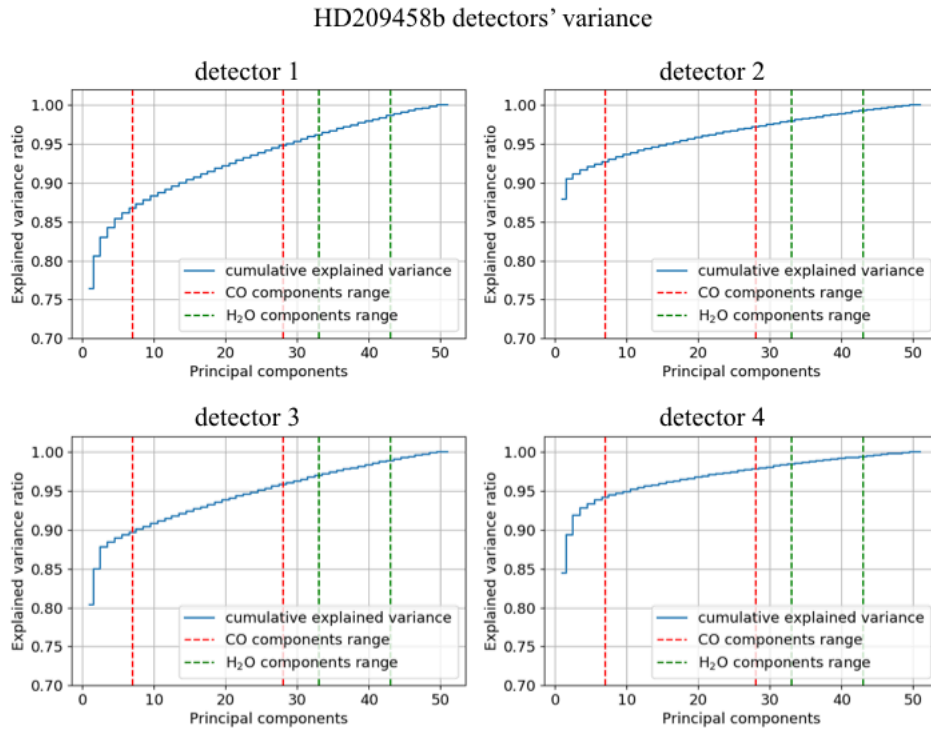 HD209458b detectors’ variance
detector 1
1.00
0.95
0.90
0.85
0.80
0.75
0.70
Explained variance ratio
0 10 20 30 40 50
Principal components
cumulative explained variance
CO components range
H₂O components range
detector 2
1.00
0.95
0.90
0.85
0.80
0.75
0.70
Explained variance ratio
0 10 20 30 40 50
Principal components
cumulative explained variance
CO components range
H₂O components range
detector 3
1.00
0.95
0.90
0.85
0.80
0.75
0.70
Explained variance ratio
0 10 20 30 40 50
Principal components
cumulative explained variance
CO components range
H₂O components range
detector 4
1.00
0.95
0.90
0.85
0.80
0.75
0.70
Explained variance ratio
0 10 20 30 40 50
Principal components
cumulative explained variance
CO components range
H₂O components range